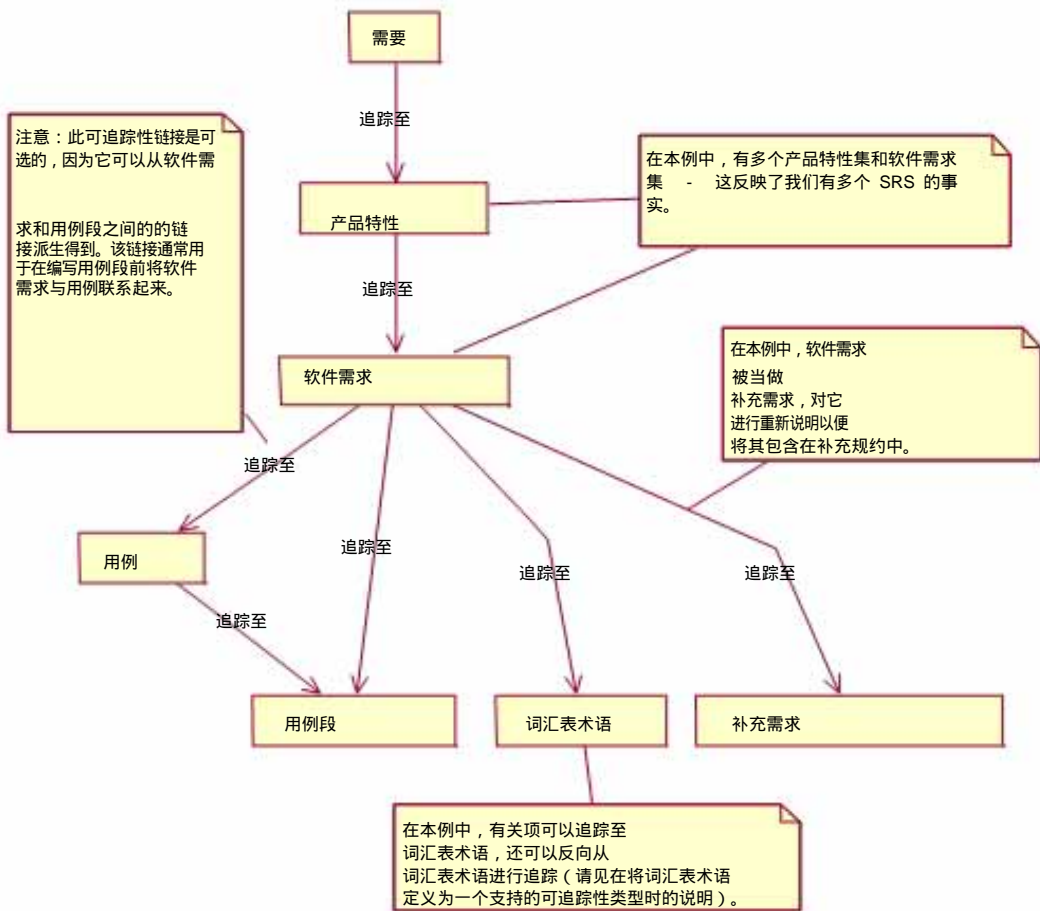 需要
追踪至
注意：此可追踪性链接是可
选的，因为它可以从软件需
求和用例段之间的的链
接派生得到。该链接通常用
于在编写用例段前将软件
需求与用例联系起来。
在本例中，有多个产品特性集和软件需求
集 - 这反映了我们有多个 SRS 的事
实。
产品特性
追踪至
软件需求
在本例中，软件需求
被当做
补充需求，对它
进行重新说明以便
将其包含在补充规约中。
追踪至
用例
追踪至
追踪至
追踪至
追踪至
用例段
词汇表术语
补充需求
在本例中，有关项可以追踪至
词汇表术语，还可以反向从
词汇表术语进行追踪（请见在将词汇表术语
定义为一个支持的可追踪性类型时的说明）。